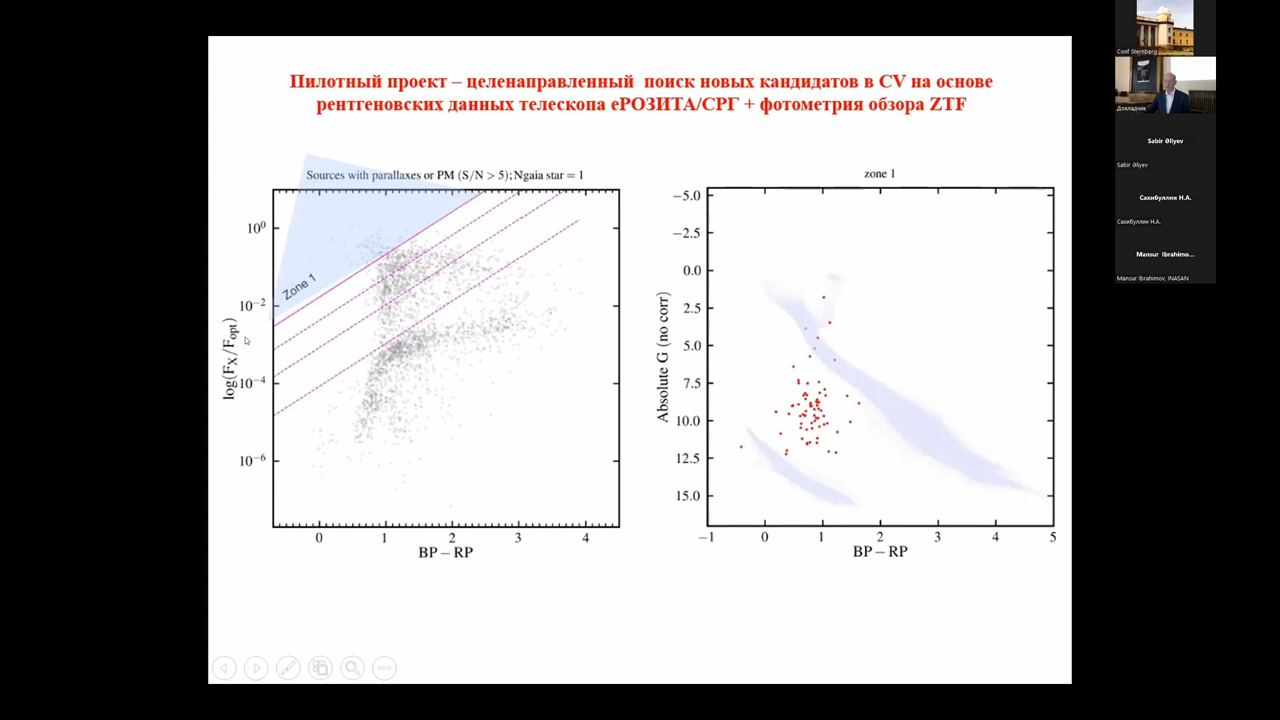 Пилотный проект – целенаправленный поиск новых кандидатов в CV на основе
рентгеновских данных телескопа еРОЗИТА/СРГ + фотометрия обзора ZTF
Sources with parallaxes or PM (S/N > 5); Ngaia star = 1
Zone 1
log(F_X/F_opt)
10^0
10^−2
10^−4
10^−6
0 1 2 3 4
BP − RP
zone 1
Absolute G (no corr)
−5.0
−2.5
0.0
2.5
5.0
7.5
10.0
12.5
15.0
−1 0 1 2 3 4 5
BP − RP
Conf Sternberg
Докладчик
Sabir Əliyev
Sabir Əliyev
Сахибуллин Н.А.
Сахибуллин Н.А.
Mansur Ibrahimo...
Mansur Ibrahimov, INASAN